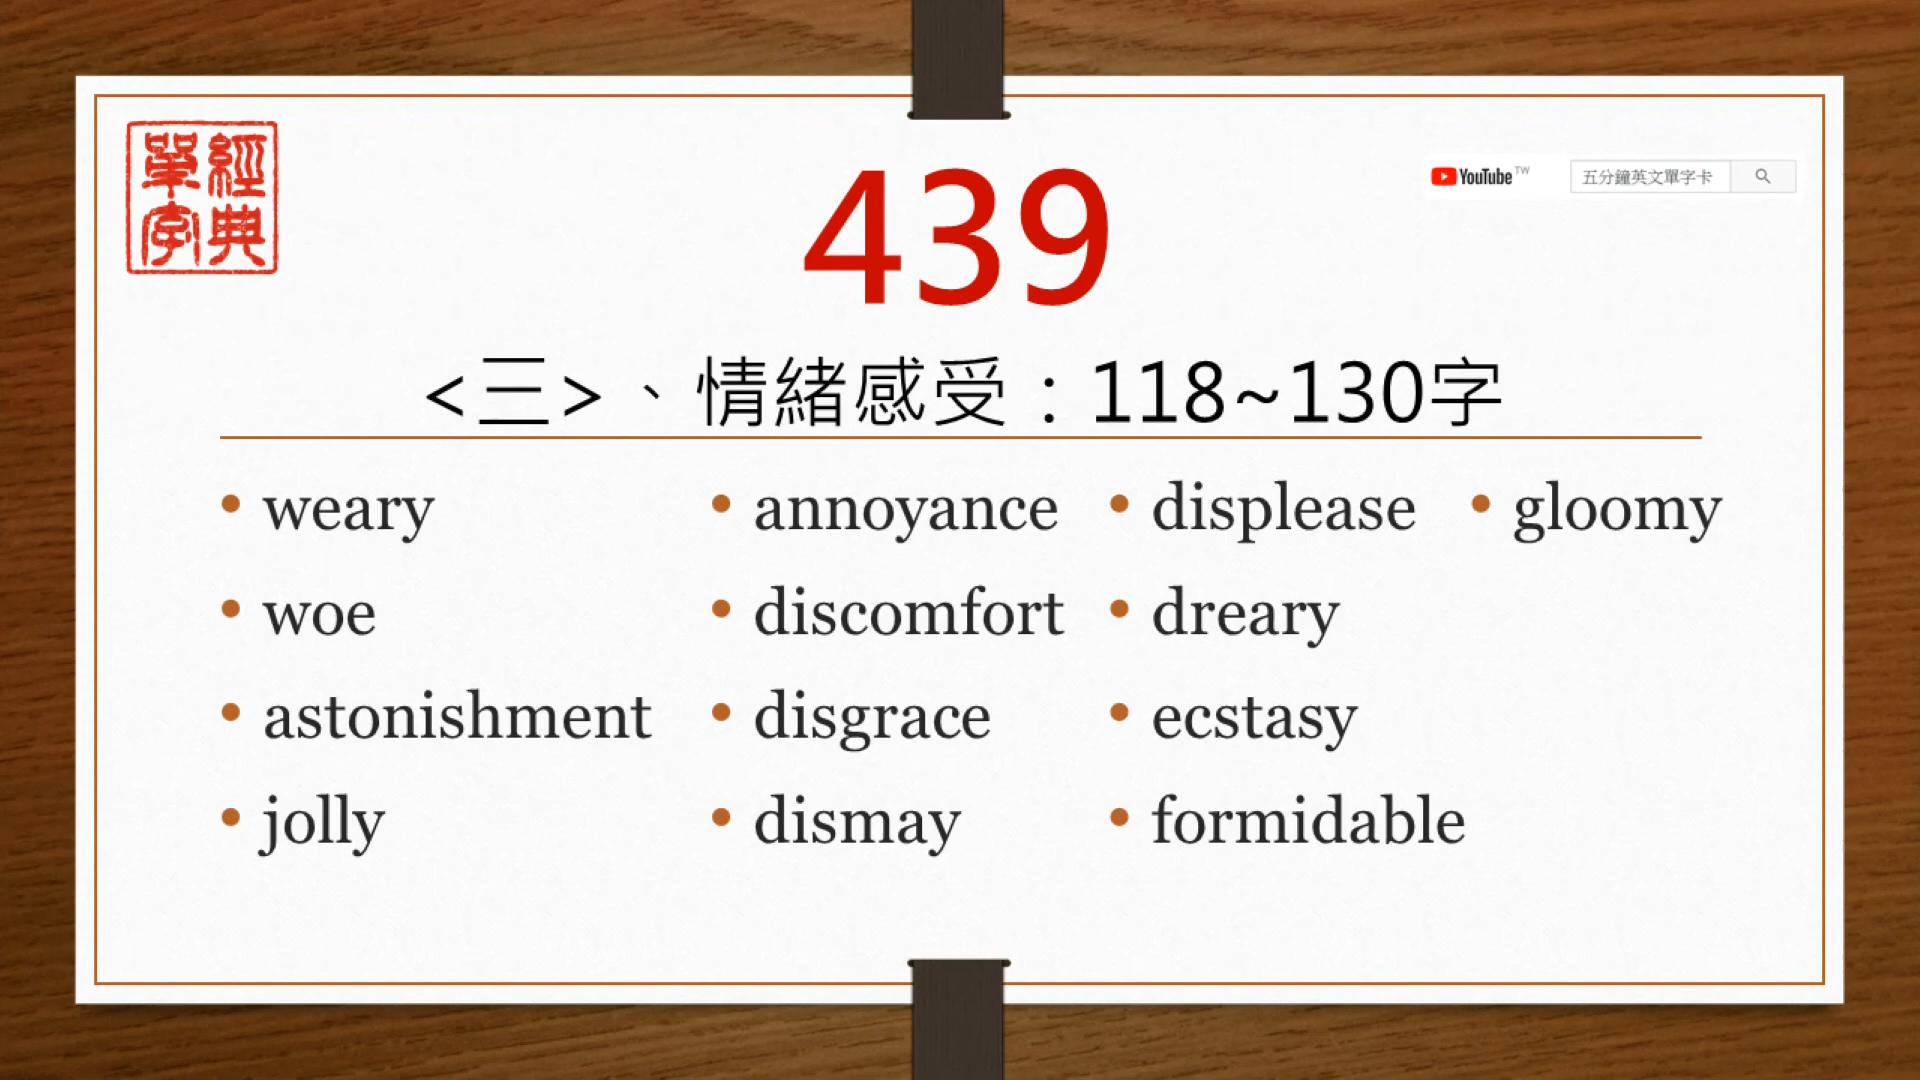 經典
單字
439
YouTube TW
五分鐘英文單字卡
<三>、情緒感受：118~130字
weary
woe
astonishment
jolly
annoyance
discomfort
disgrace
dismay
displease
dreary
ecstasy
formidable
gloomy